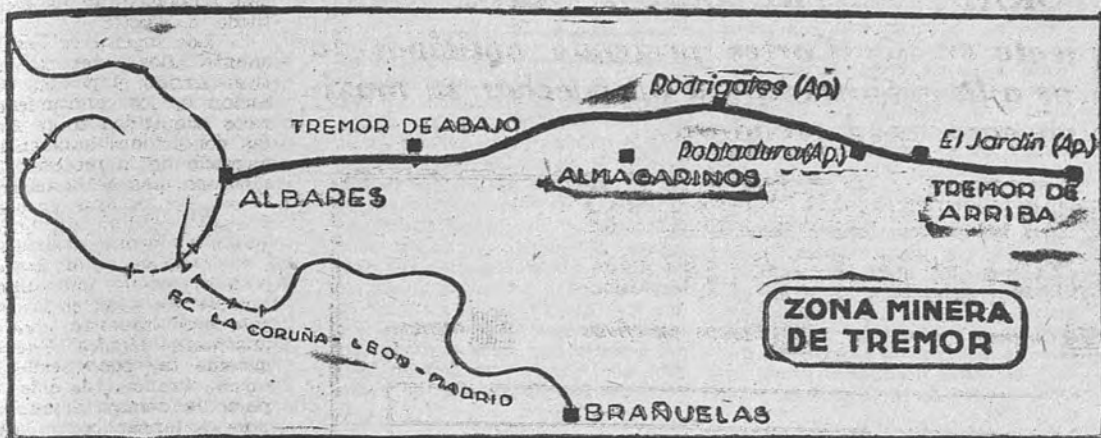 Rodrigates (Ap.)
TREMOR DE ABAJO
El Jardín (Ap.)
Pobladura (Ap.)
ALMAGARINOS
ALBARES
TREMOR DE
ARRIBA
F.C. LA CORUÑA - LEON - MADRID
ZONA MINERA
DE TREMOR
BRAÑUELAS